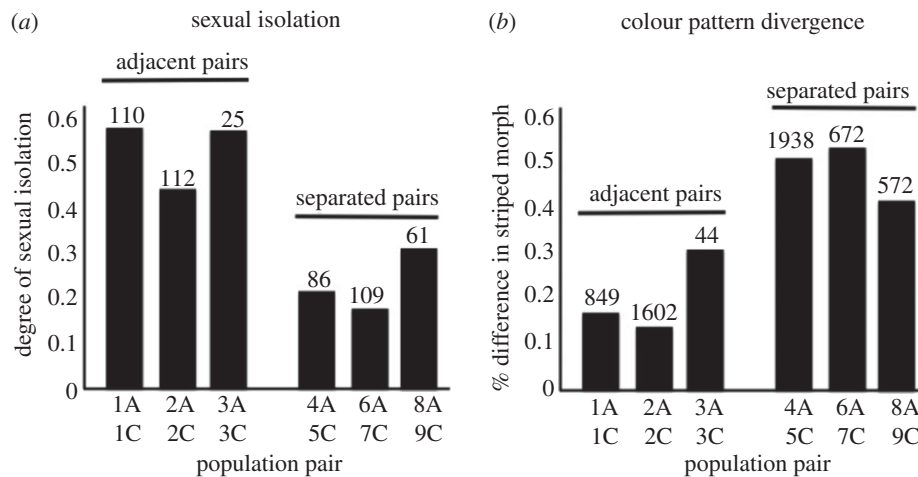 (a) sexual isolation
adjacent pairs
degree of sexual isolation
0.6
0.5
0.4
0.3
0.2
0.1
0
110
112
25
separated pairs
86
109
61
1A 2A 3A 4A 6A 8A
1C 2C 3C 5C 7C 9C
population pair
(b) colour pattern divergence
separated pairs
% difference in striped morph
0.6
0.5
0.4
0.3
0.2
0.1
0
1938
672
572
adjacent pairs
849
1602
44
1A 2A 3A 4A 6A 8A
1C 2C 3C 5C 7C 9C
population pair